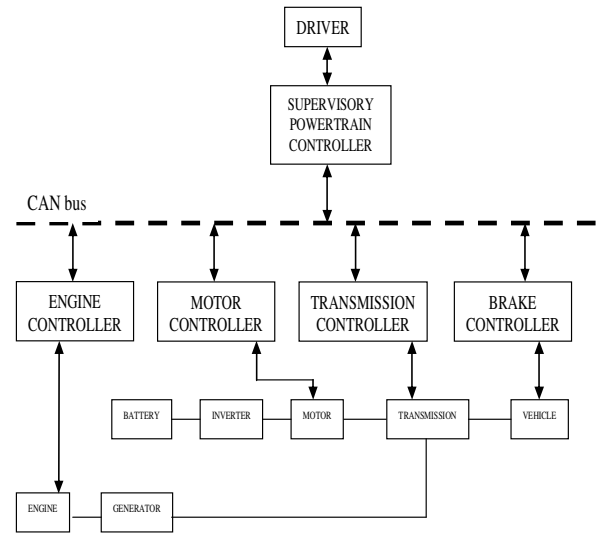 DRIVER
SUPERVISORY
POWERTRAIN
CONTROLLER
CAN bus
ENGINE
CONTROLLER
MOTOR
CONTROLLER
TRANSMISSION
CONTROLLER
BRAKE
CONTROLLER
BATTERY
INVERTER
MOTOR
TRANSMISSION
VEHICLE
ENGINE
GENERATOR